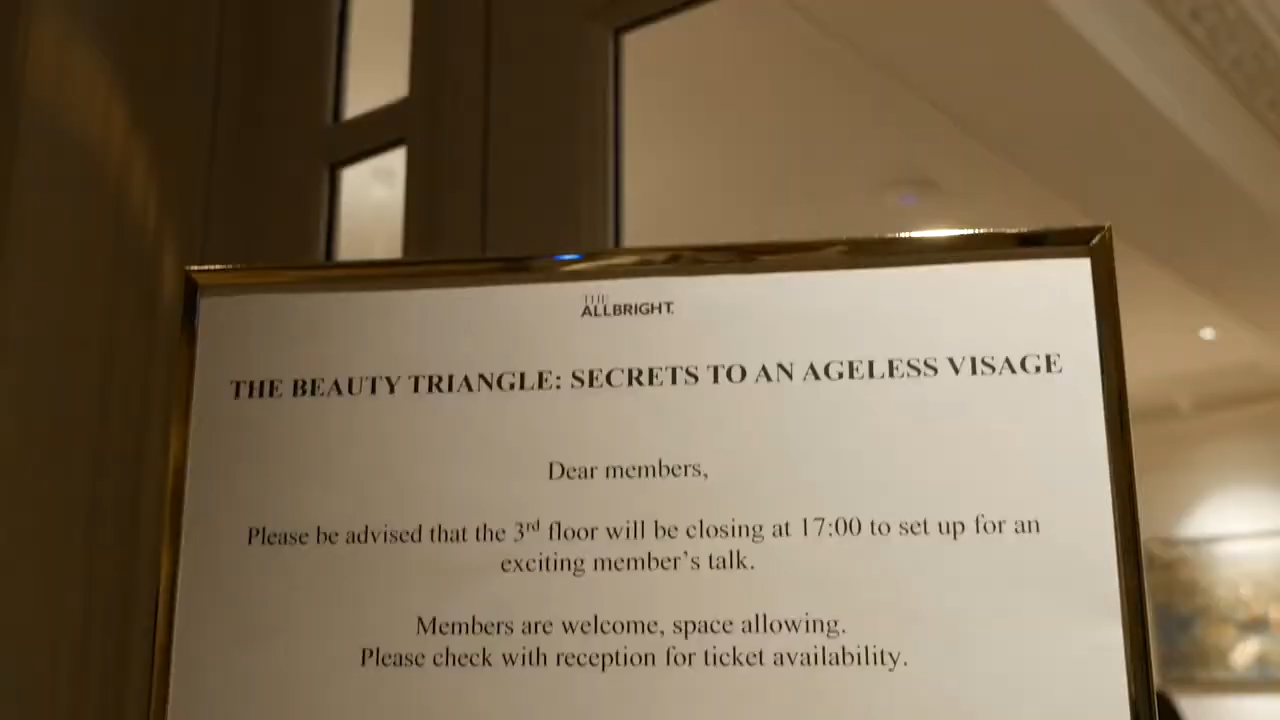 THE
ALLBRIGHT.
THE BEAUTY TRIANGLE: SECRETS TO AN AGELESS VISAGE
Dear members,
Please be advised that the 3rd floor will be closing at 17:00 to set up for an
exciting member's talk.
Members are welcome, space allowing.
Please check with reception for ticket availability.